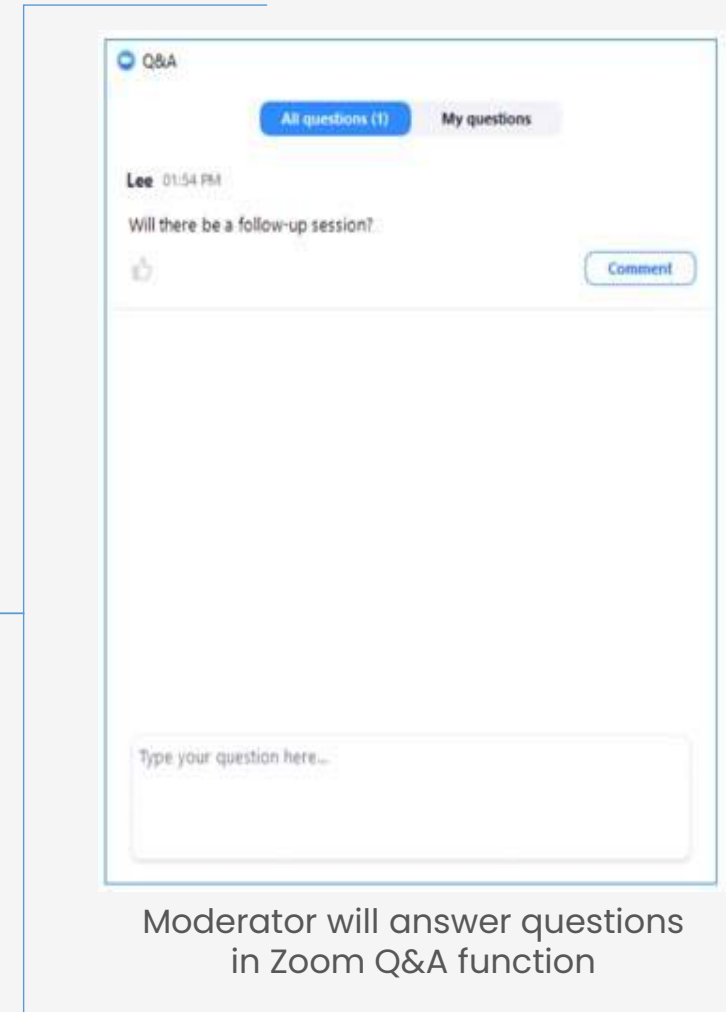 Q&A
All questions (1) My questions
Lee 01:54 PM
Will there be a follow-up session?
Comment
Type your question here...
Moderator will answer questions
in Zoom Q&A function